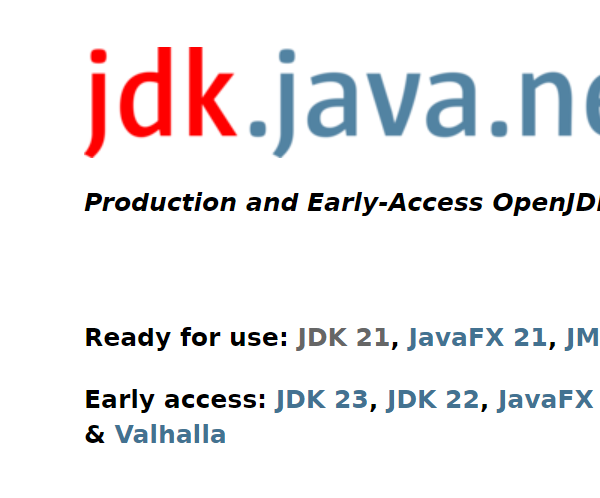 jdk.java.ne
Production and Early-Access OpenJD
Ready for use: JDK 21, JavaFX 21, JM
Early access: JDK 23, JDK 22, JavaFX
& Valhalla